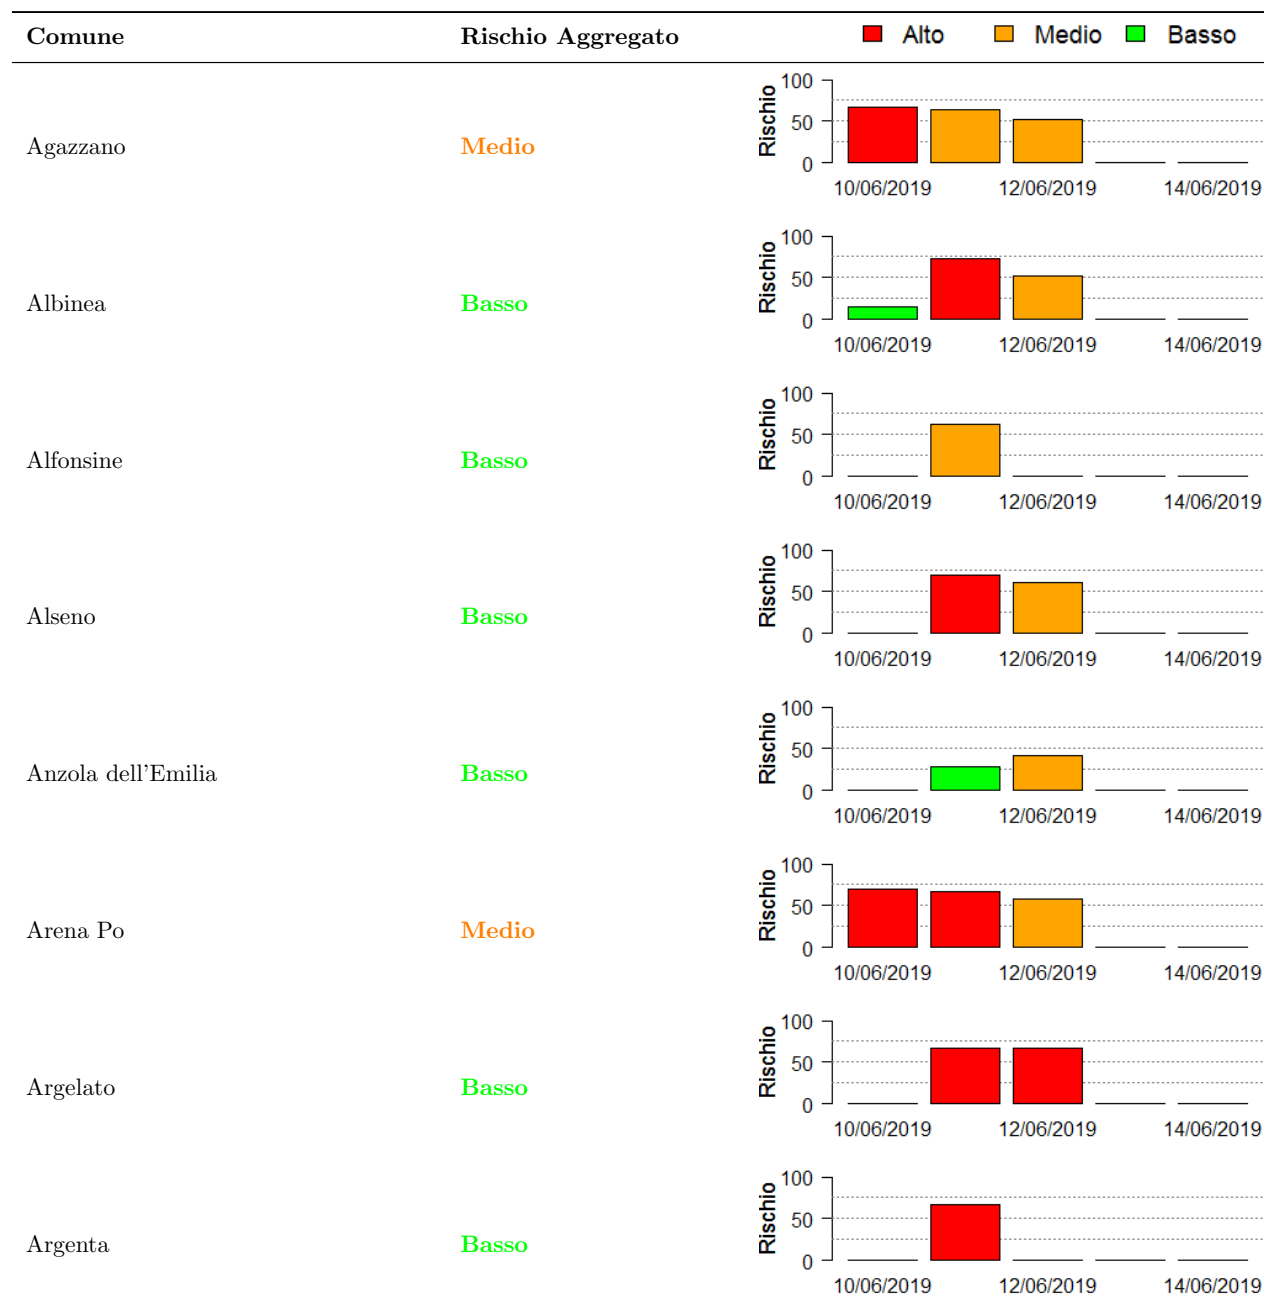 Comune Rischio Aggregato Alto Medio Basso
Agazzano Medio Rischio 100 50 0
10/06/2019 12/06/2019 14/06/2019
Albinea Basso Rischio 100 50 0
10/06/2019 12/06/2019 14/06/2019
Alfonsine Basso Rischio 100 50 0
10/06/2019 12/06/2019 14/06/2019
Alseno Basso Rischio 100 50 0
10/06/2019 12/06/2019 14/06/2019
Anzola dell'Emilia Basso Rischio 100 50 0
10/06/2019 12/06/2019 14/06/2019
Arena Po Medio Rischio 100 50 0
10/06/2019 12/06/2019 14/06/2019
Argelato Basso Rischio 100 50 0
10/06/2019 12/06/2019 14/06/2019
Argenta Basso Rischio 100 50 0
10/06/2019 12/06/2019 14/06/2019